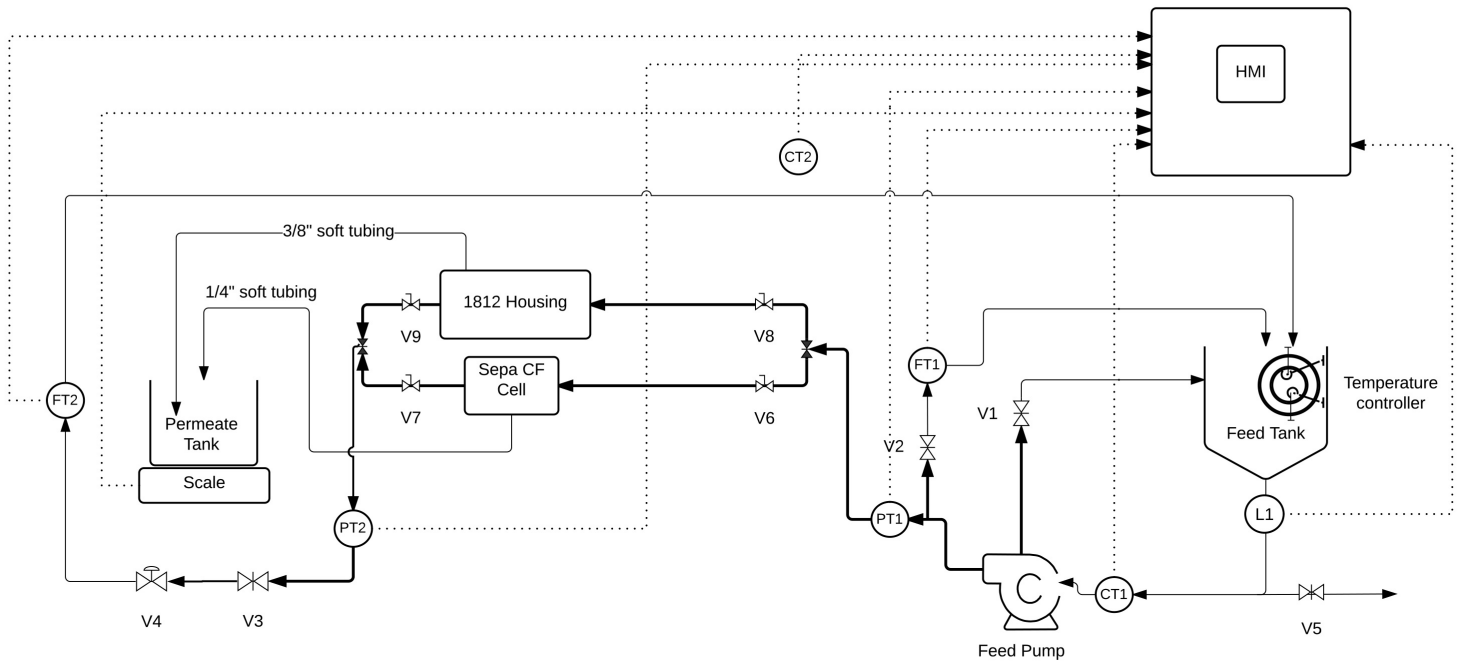 HMI
CT2
3/8" soft tubing
1/4" soft tubing
1812 Housing
V9
V8
Sepa CF
Cell
V7
V6
FT1
FT2
Permeate
Tank
Scale
V1
V2
Temperature
controller
Feed Tank
PT2
PT1
L1
CT1
V4
V3
V5
Feed Pump